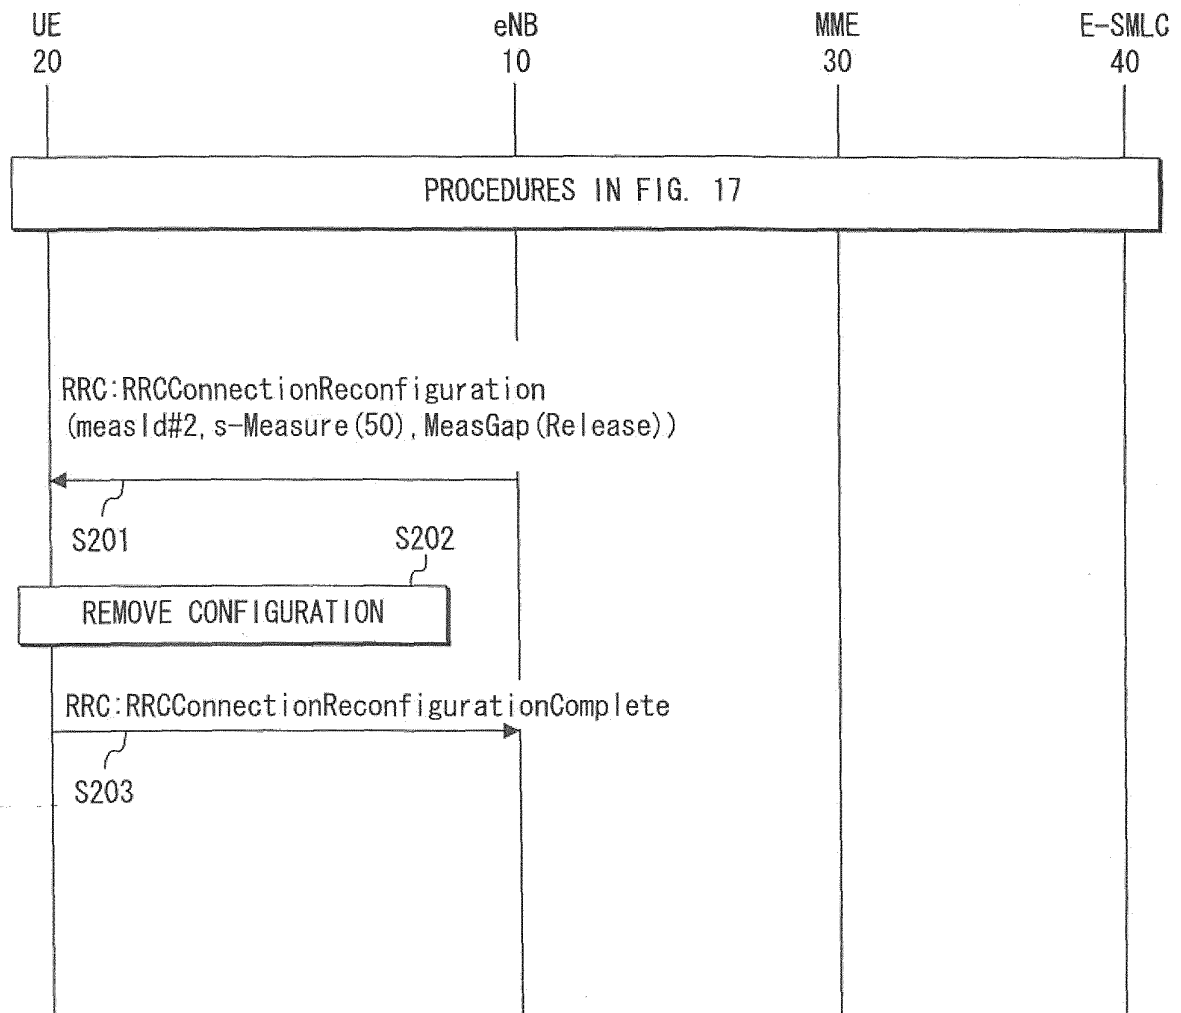 UE eNB MME E-SMLC
20 10 30 40
PROCEDURES IN FIG. 17
RRC:RRCConnectionReconfiguration
(measId#2,s-Measure(50),MeasGap(Release))
S201
S202
REMOVE CONFIGURATION
RRC:RRCConnectionReconfigurationComplete
S203